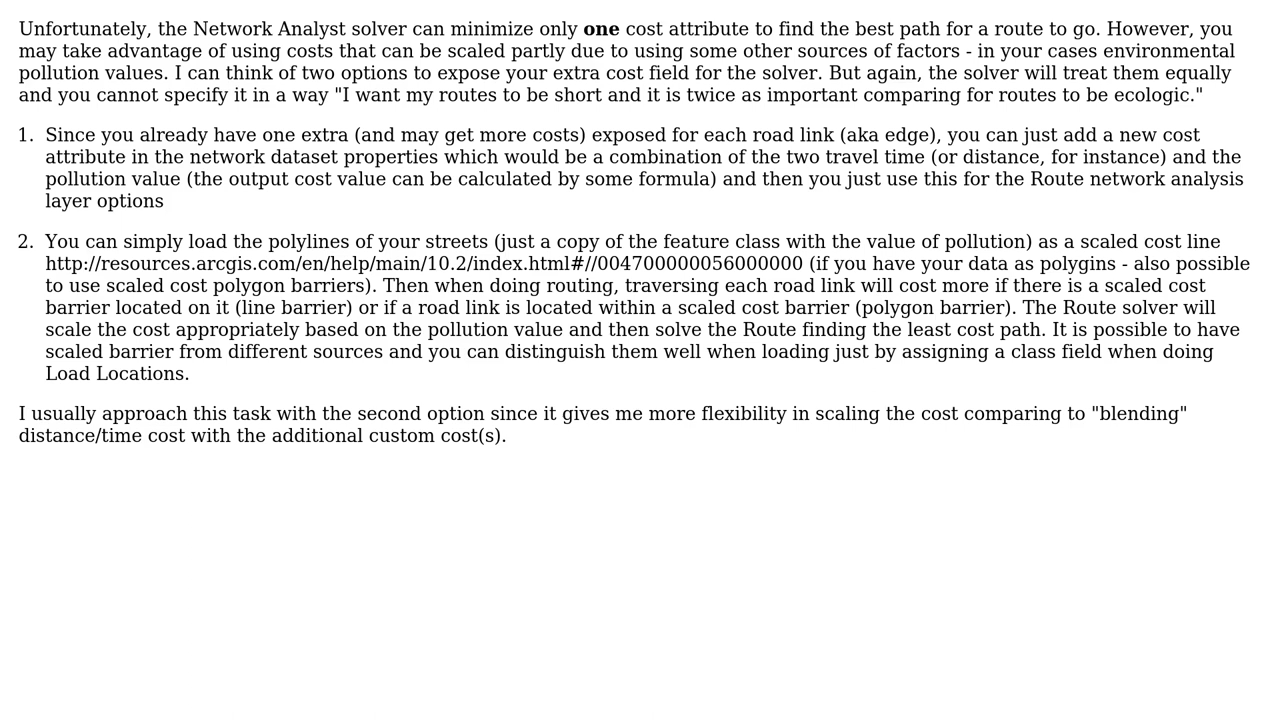 Unfortunately, the Network Analyst solver can minimize only one cost attribute to find the best path for a route to go. However, you
may take advantage of using costs that can be scaled partly due to using some other sources of factors - in your cases environmental
pollution values. I can think of two options to expose your extra cost field for the solver. But again, the solver will treat them equally
and you cannot specify it in a way "I want my routes to be short and it is twice as important comparing for routes to be ecologic."
1. Since you already have one extra (and may get more costs) exposed for each road link (aka edge), you can just add a new cost
attribute in the network dataset properties which would be a combination of the two travel time (or distance, for instance) and the
pollution value (the output cost value can be calculated by some formula) and then you just use this for the Route network analysis
layer options
2. You can simply load the polylines of your streets (just a copy of the feature class with the value of pollution) as a scaled cost line
http://resources.arcgis.com/en/help/main/10.2/index.html#//004700000056000000 (if you have your data as polygins - also possible
to use scaled cost polygon barriers). Then when doing routing, traversing each road link will cost more if there is a scaled cost
barrier located on it (line barrier) or if a road link is located within a scaled cost barrier (polygon barrier). The Route solver will
scale the cost appropriately based on the pollution value and then solve the Route finding the least cost path. It is possible to have
scaled barrier from different sources and you can distinguish them well when loading just by assigning a class field when doing
Load Locations.
I usually approach this task with the second option since it gives me more flexibility in scaling the cost comparing to "blending"
distance/time cost with the additional custom cost(s).